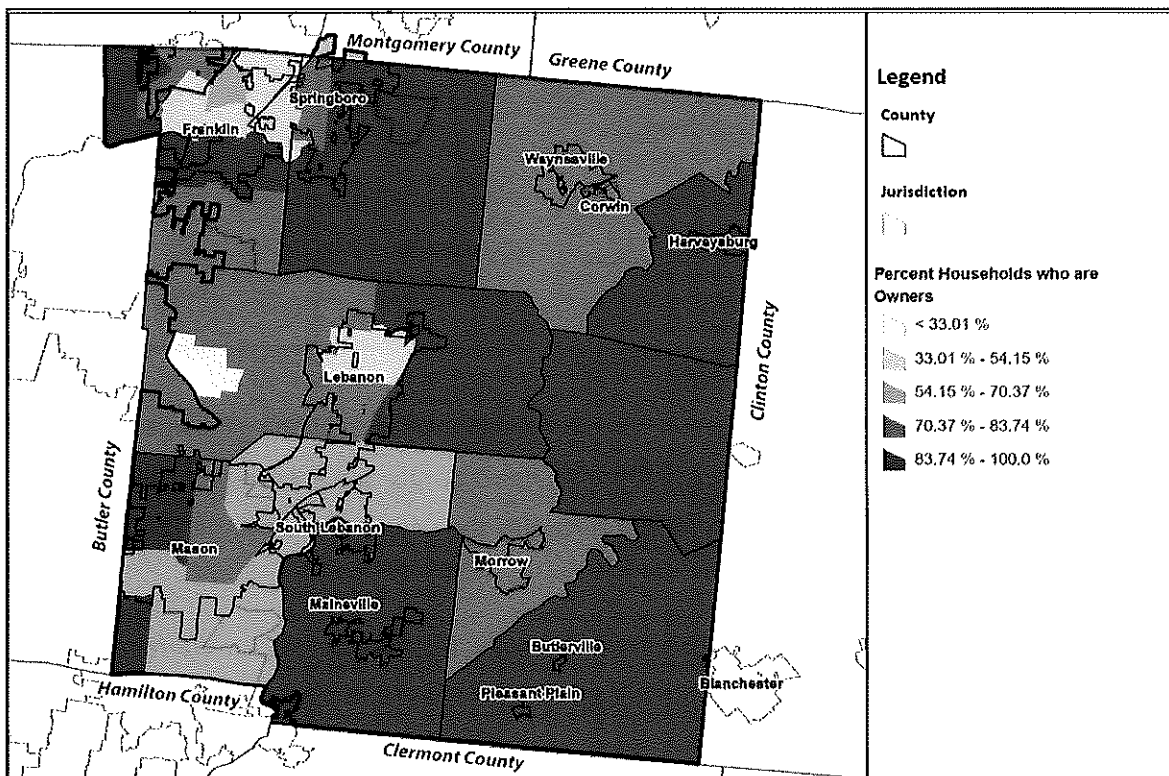 Montgomery County
Greene County
Springboro
Franklin
Waynesville
Corwin
Harveysburg
Lebanon
Clinton County
Butler County
South Lebanon
Mason
Morrow
Maineville
Butlerville
Pleasant Plain
Blanchester
Hamilton County
Clermont County
Legend
County
Jurisdiction
Percent Households who are
Owners
< 33.01 %
33.01 % - 54.15 %
54.15 % - 70.37 %
70.37 % - 83.74 %
83.74 % - 100.0 %